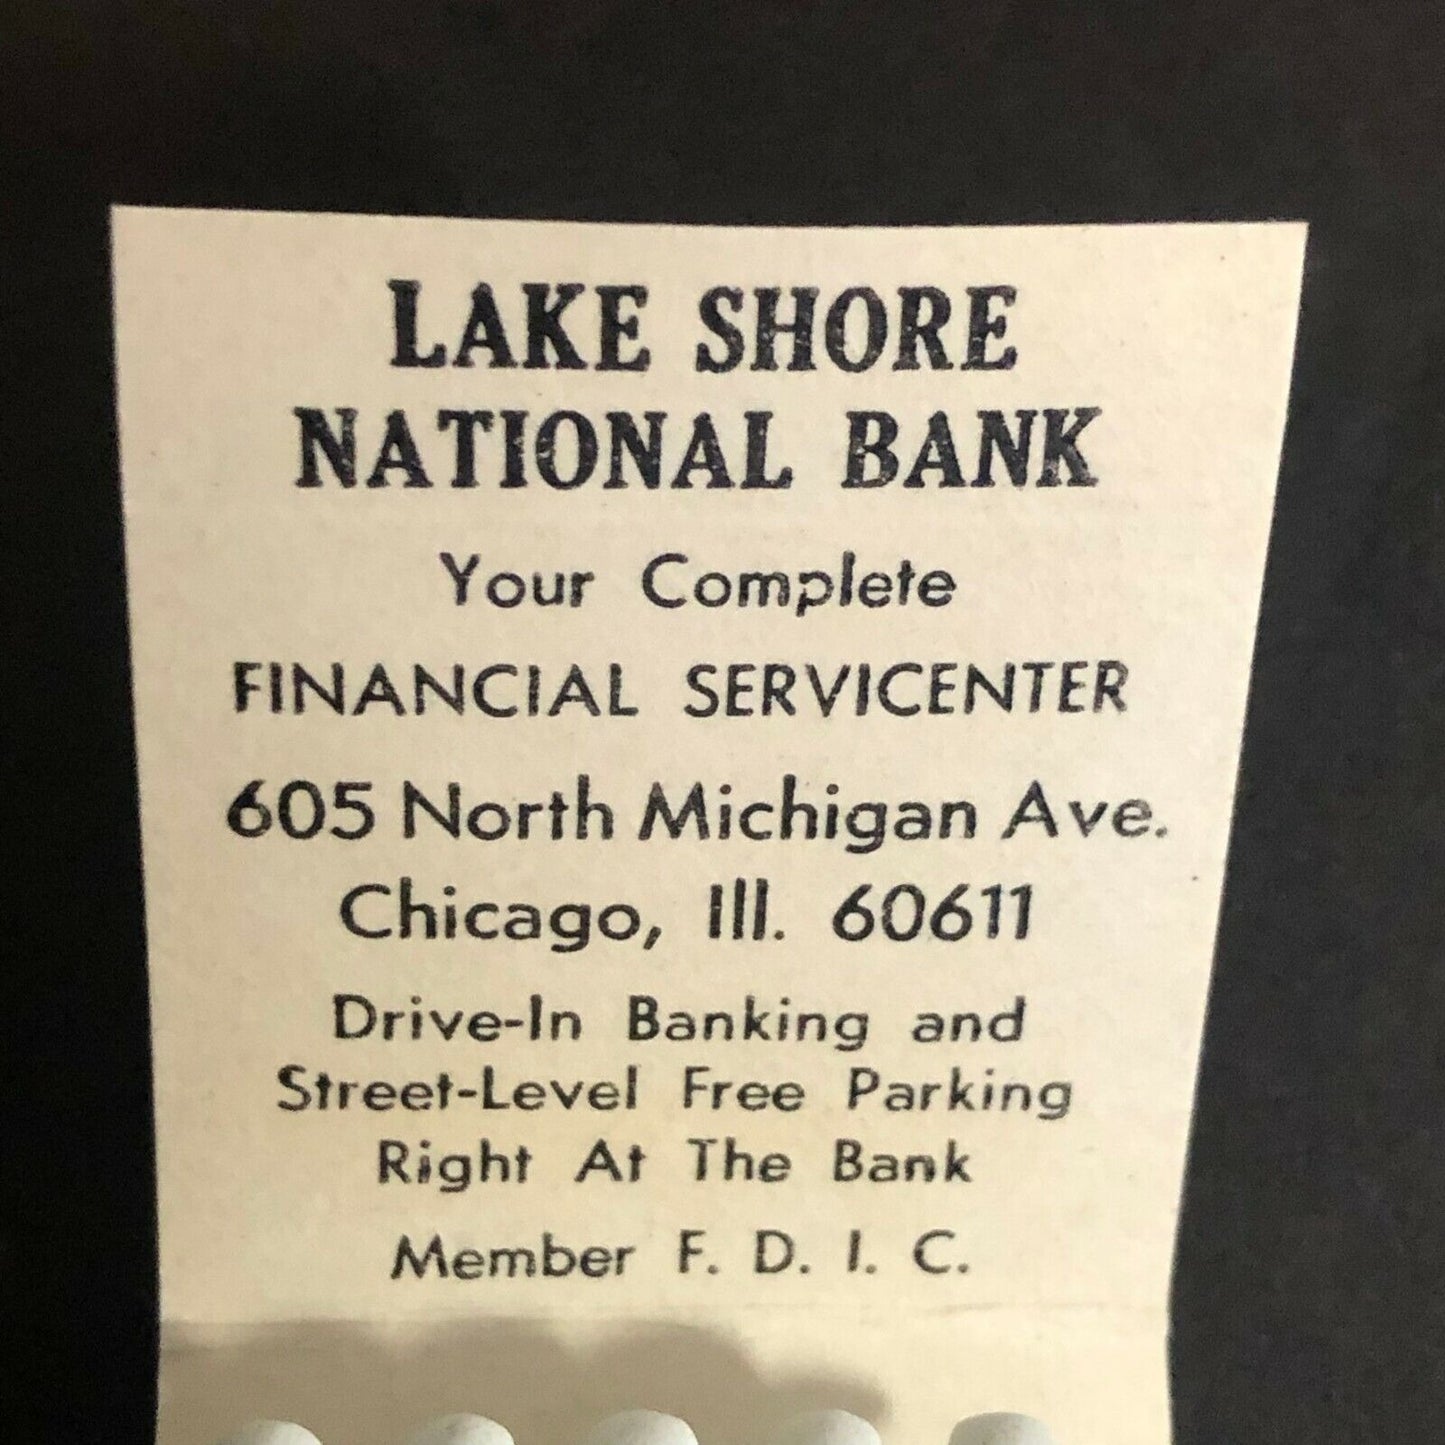 LAKE SHORE
NATIONAL BANK
Your Complete
FINANCIAL SERVICENTER
605 North Michigan Ave.
Chicago, Ill. 60611
Drive-In Banking and
Street-Level Free Parking
Right At The Bank
Member F. D. I. C.